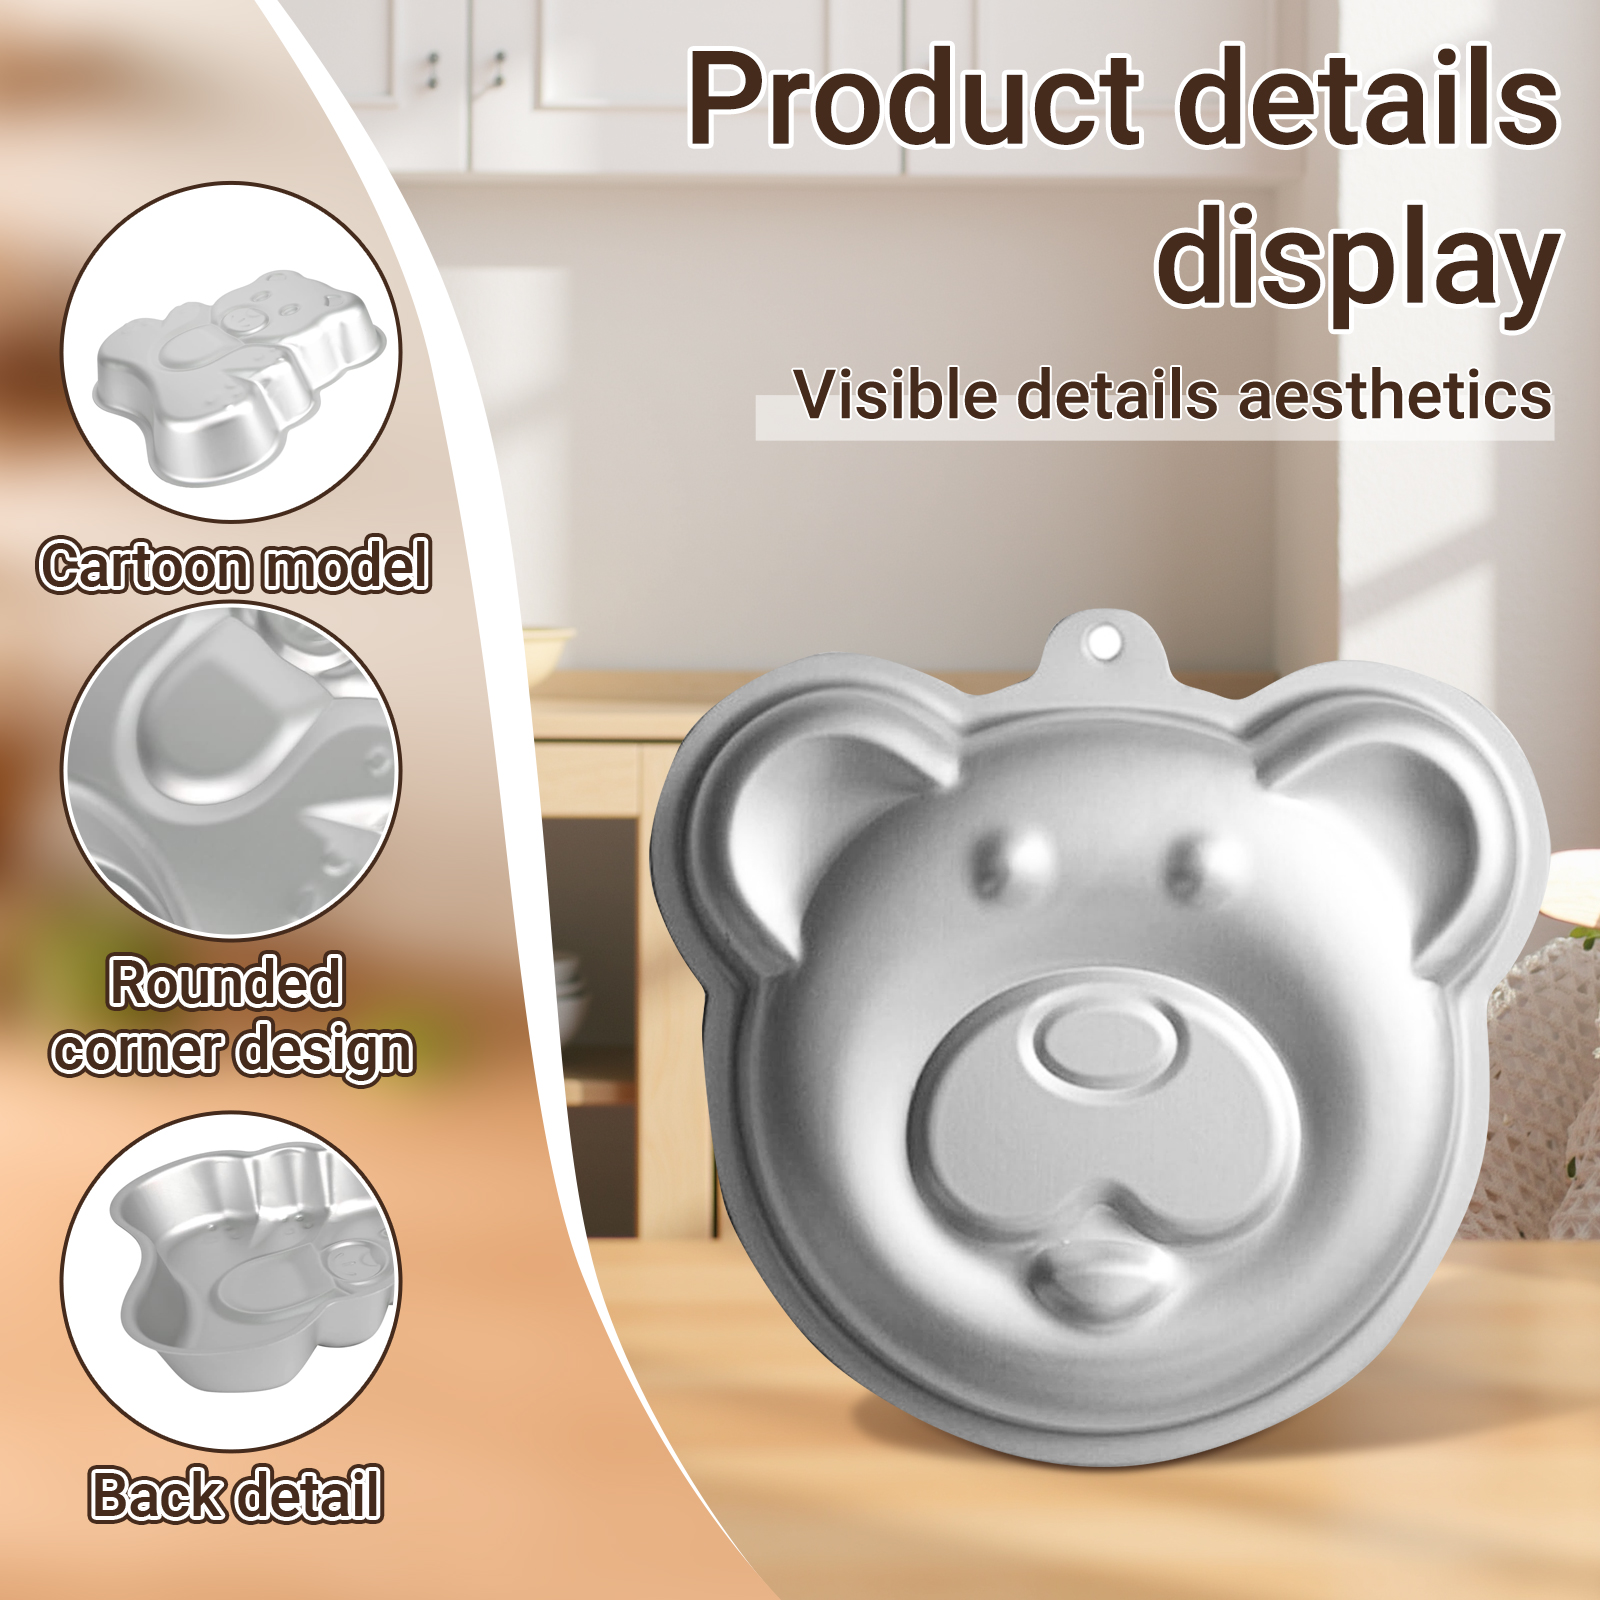 Product details
display
Visible details aesthetics
Cartoon model
Rounded
corner design
Back detail